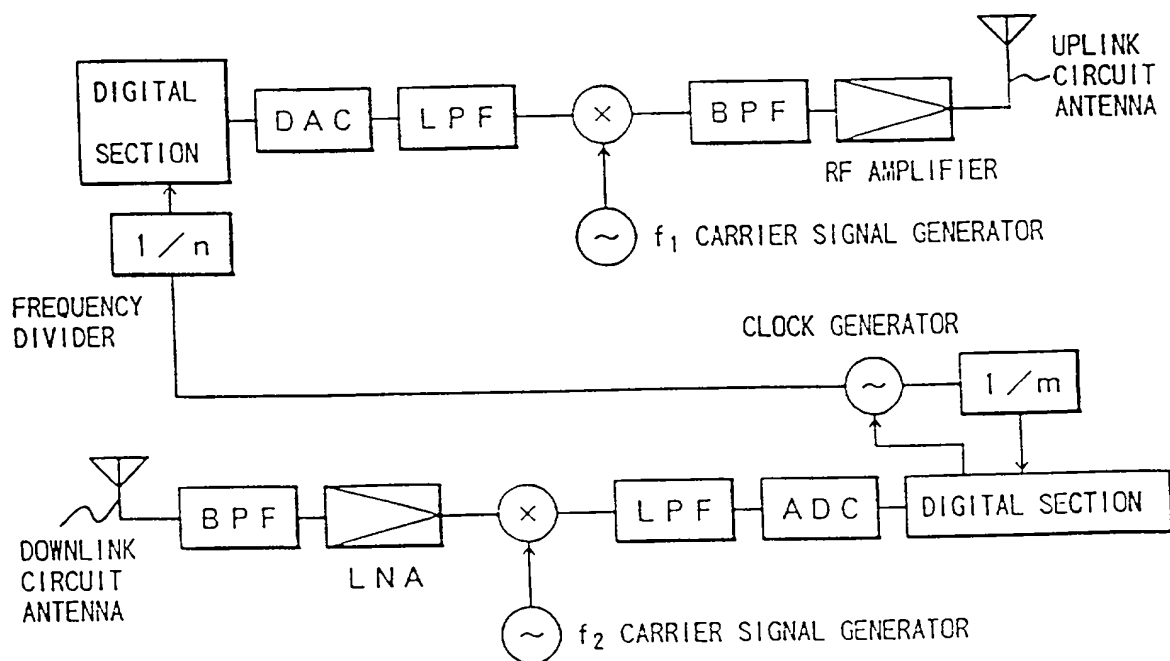 DIGITAL
SECTION
DAC
LPF
×
BPF
RF AMPLIFIER
UPLINK
CIRCUIT
ANTENNA
~
f₁ CARRIER SIGNAL GENERATOR
1/n
FREQUENCY
DIVIDER
CLOCK GENERATOR
~
1/m
BPF
LNA
×
LPF
ADC
DIGITAL SECTION
DOWNLINK
CIRCUIT
ANTENNA
~
f₂ CARRIER SIGNAL GENERATOR